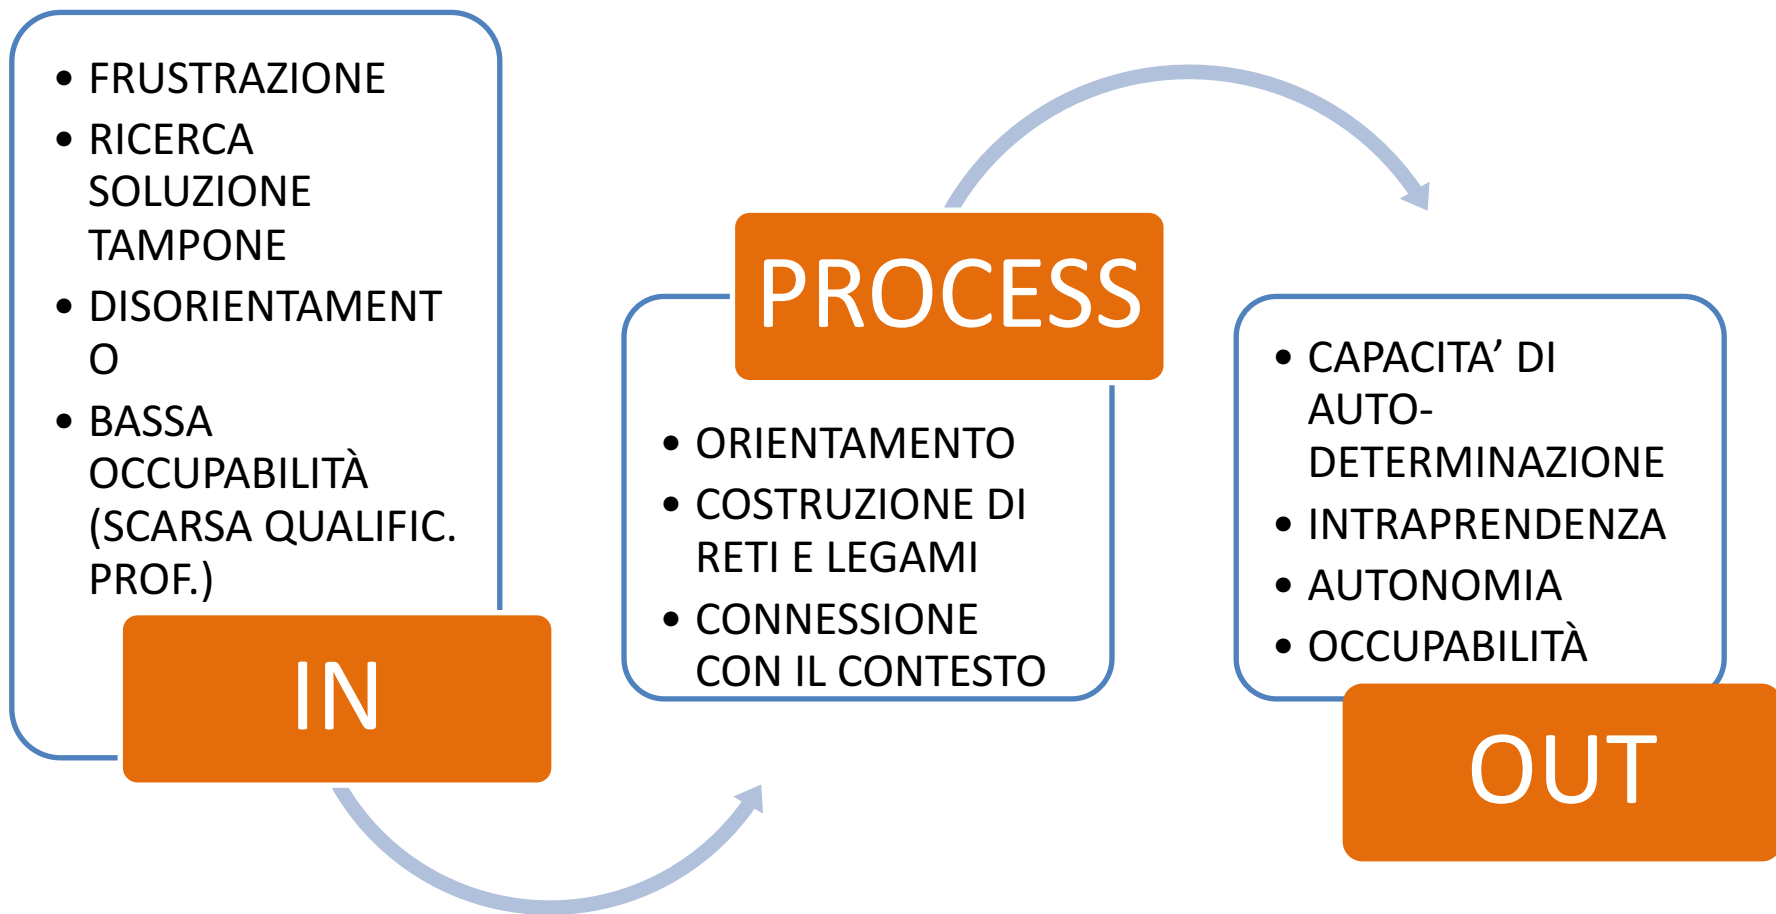 • FRUSTRAZIONE
• RICERCA
SOLUZIONE
TAMPONE
• DISORIENTAMENT
O
• BASSA
OCCUPABILITÀ
(SCARSA QUALIFIC.
PROF.)
IN
PROCESS
• ORIENTAMENTO
• COSTRUZIONE DI
RETI E LEGAMI
• CONNESSIONE
CON IL CONTESTO
• CAPACITA’ DI
AUTO-
DETERMINAZIONE
• INTRAPRENDENZA
• AUTONOMIA
• OCCUPABILITÀ
OUT